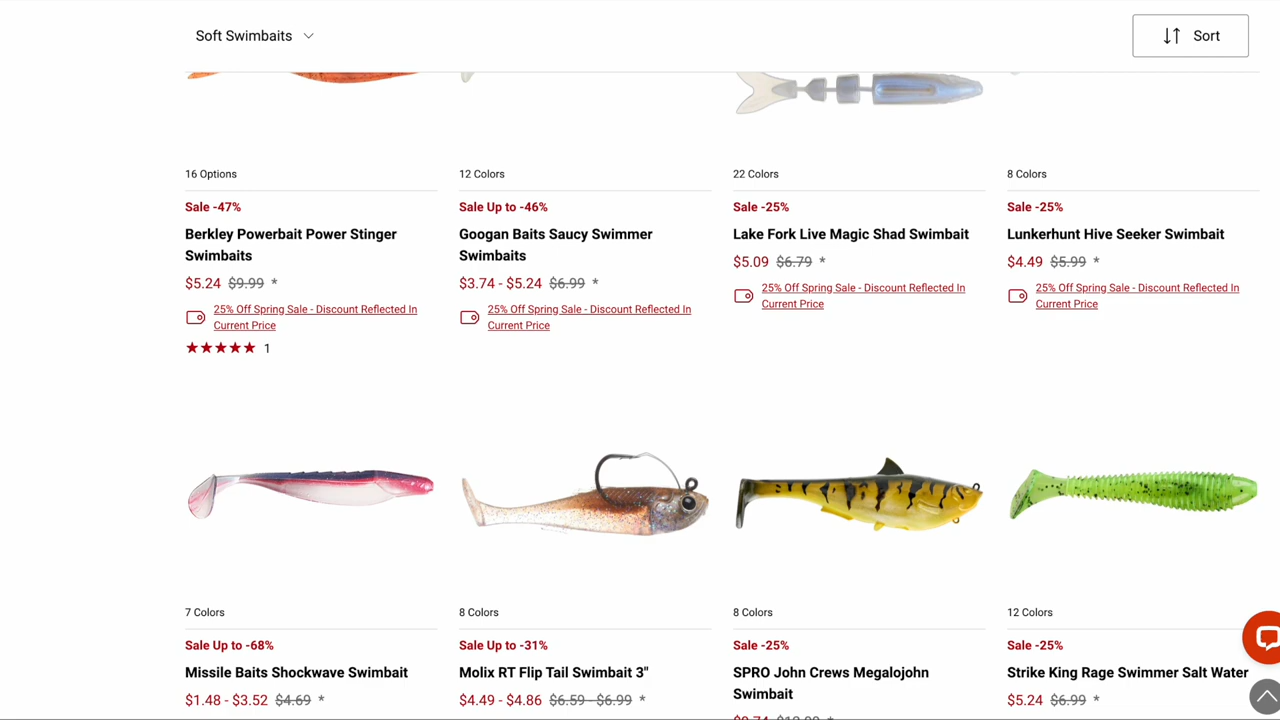 Soft Swimbaits
Sort
16 Options
12 Colors
22 Colors
8 Colors
Sale -47%
Sale Up to -46%
Sale -25%
Sale -25%
Berkley Powerbait Power Stinger
Swimbaits
Googan Baits Saucy Swimmer
Swimbaits
Lake Fork Live Magic Shad Swimbait
Lunkerhunt Hive Seeker Swimbait
$5.24 $9.99 *
$3.74 - $5.24 $6.99 *
$5.09 $6.79 *
$4.49 $5.99 *
25% Off Spring Sale - Discount Reflected In
Current Price
25% Off Spring Sale - Discount Reflected In
Current Price
25% Off Spring Sale - Discount Reflected In
Current Price
25% Off Spring Sale - Discount Reflected In
Current Price
★★★★★ 1
7 Colors
8 Colors
8 Colors
12 Colors
Sale Up to -68%
Sale Up to -31%
Sale -25%
Sale -25%
Missile Baits Shockwave Swimbait
Molix RT Flip Tail Swimbait 3"
SPRO John Crews Megalojohn
Swimbait
Strike King Rage Swimmer Salt Water
$1.48 - $3.52 $4.69 *
$4.49 - $4.86 $6.59 - $6.99 *
$5.24 $6.99 *